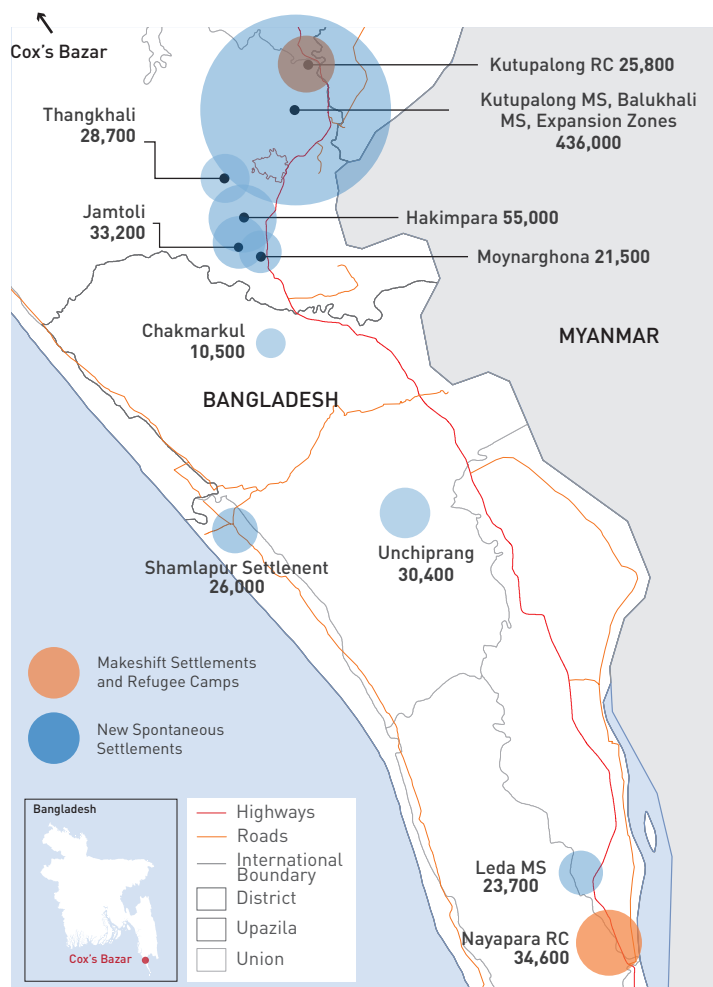 Cox's Bazar
Kutupalong RC 25,800
Kutupalong MS, Balukhali
MS, Expansion Zones
436,000
Thangkhali
28,700
Jamtoli
33,200
Hakimpara 55,000
Moynarghona 21,500
Chakmarkul
10,500
MYANMAR
BANGLADESH
Unchiprang
30,400
Shamlapur Settlenent
26,000
Makeshift Settlements
and Refugee Camps
New Spontaneous
Settlements
Bangladesh
Cox's Bazar
Highways
Roads
International
Boundary
District
Upazila
Union
Leda MS
23,700
Nayapara RC
34,600